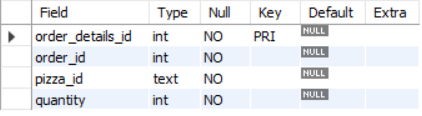 Field Type Null Key Default Extra
order_details_id int NO PRI NULL
order_id int NO NULL
pizza_id text NO NULL
quantity int NO NULL